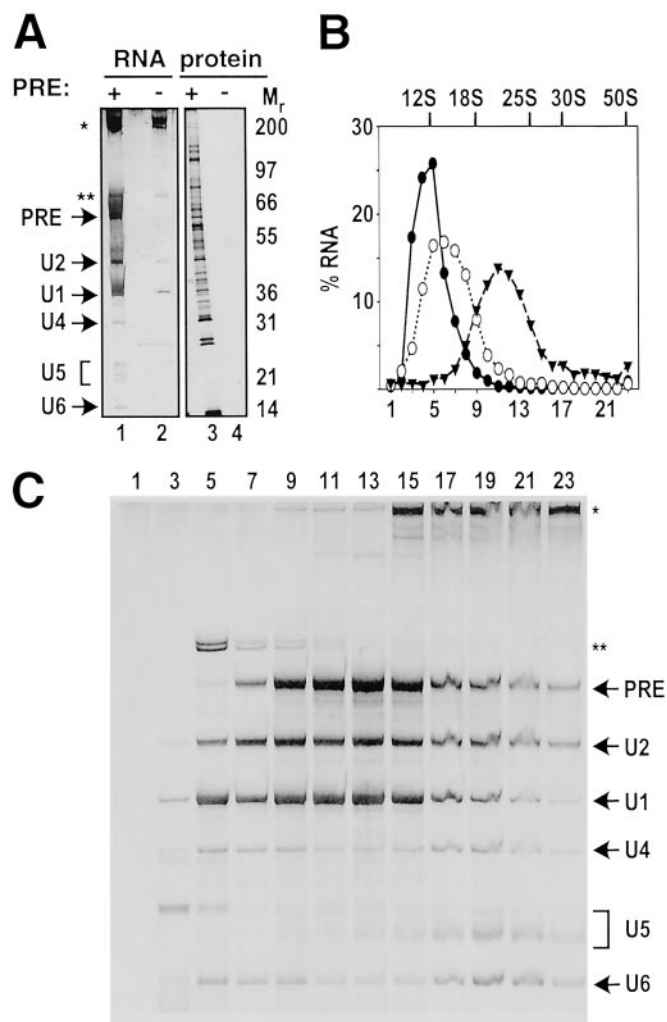 A
RNA protein
PRE: + - + - Mr
* 200
97
** 66
PRE
55
U2
U1 36
U4 31
U5
21
U6 14
1 2 3 4
B
12S 18S 25S 30S 50S
30
20
10
% RNA
1 5 9 13 17 21
C
1 3 5 7 9 11 13 15 17 19 21 23
*
**
PRE
U2
U1
U4
U5
U6